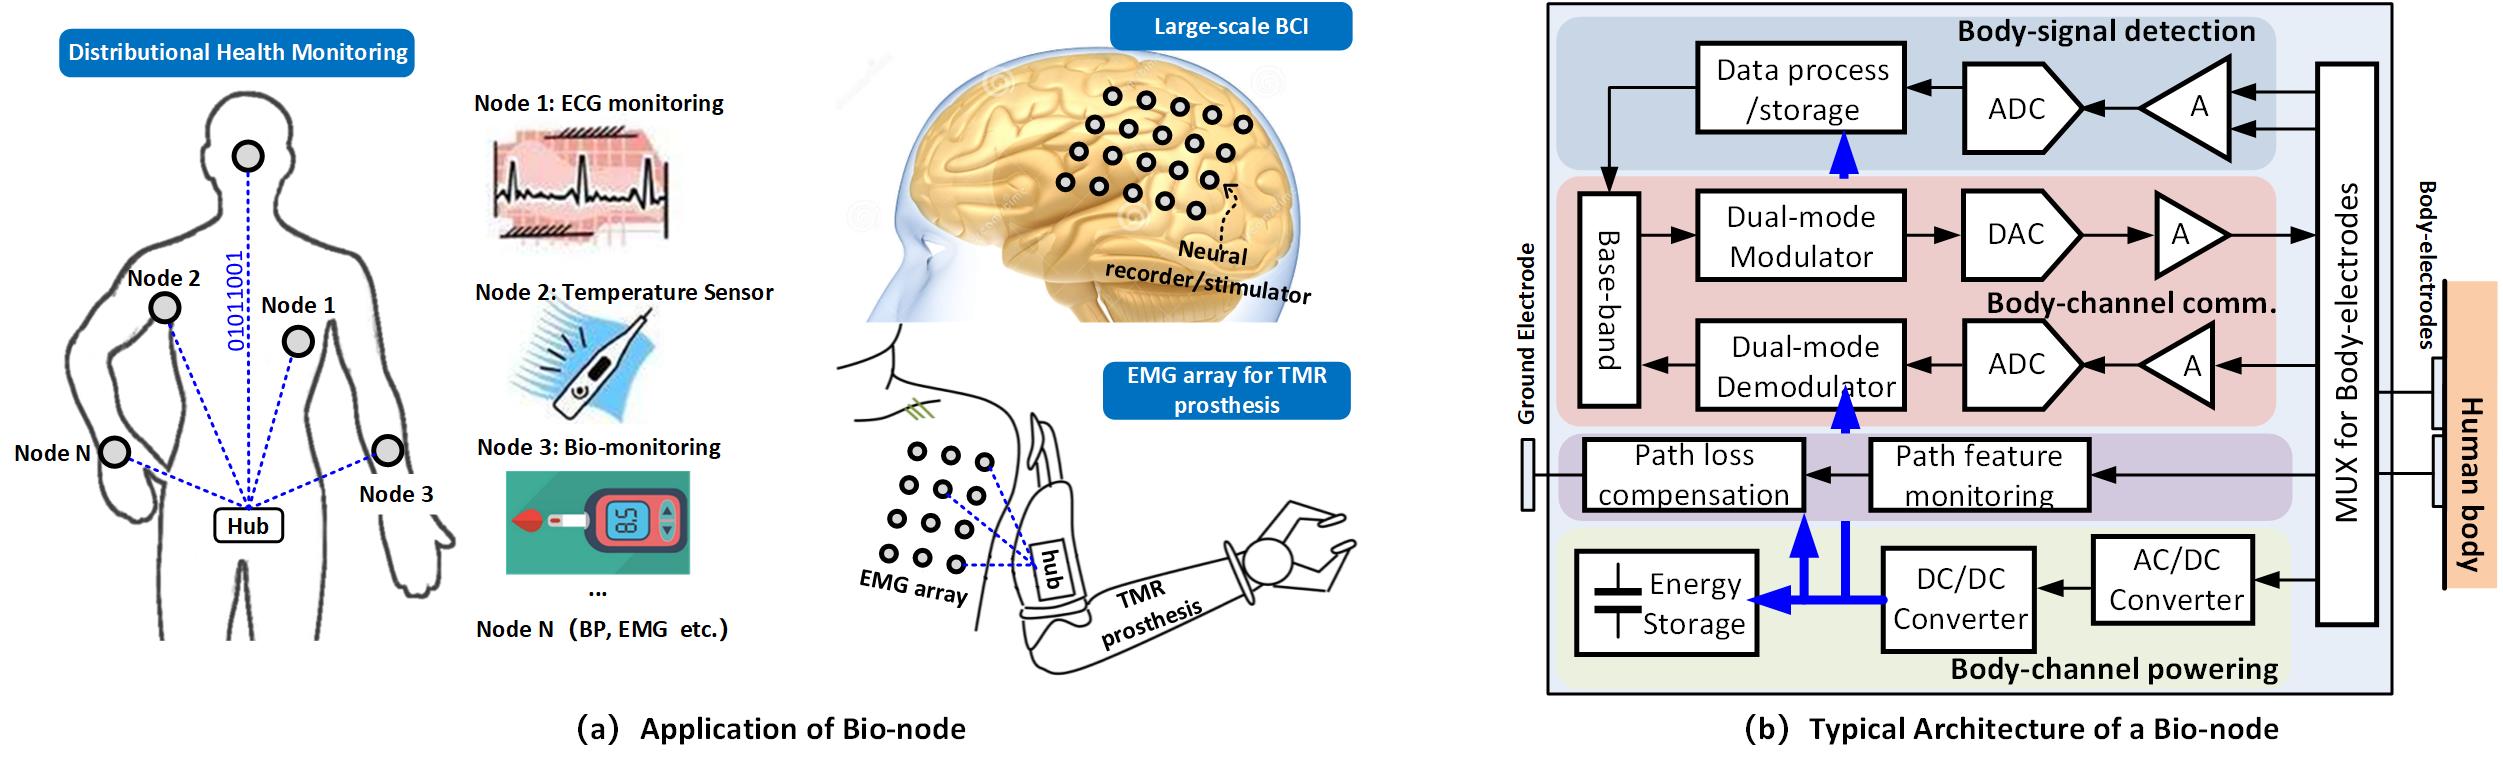 Distributional Health Monitoring
Node 2
Node 1
01011001
Node N
Node 3
Hub
Node 1: ECG monitoring
Node 2: Temperature Sensor
Node 3: Bio-monitoring
8.5
...
Node N（BP, EMG etc.）
Large-scale BCI
Neural
recorder/stimulator
EMG array for TMR
prosthesis
EMG array
hub
TMR
prosthesis
（a）Application of Bio-node
Body-signal detection
Data process
/storage
ADC
A
Base-band
Dual-mode
Modulator
DAC
A
Body-channel comm.
Dual-mode
Demodulator
ADC
A
Path loss
compensation
Path feature
monitoring
Energy
Storage
DC/DC
Converter
AC/DC
Converter
Body-channel powering
MUX for Body-electrodes
Ground Electrode
Body-electrodes
Human body
（b）Typical Architecture of a Bio-node